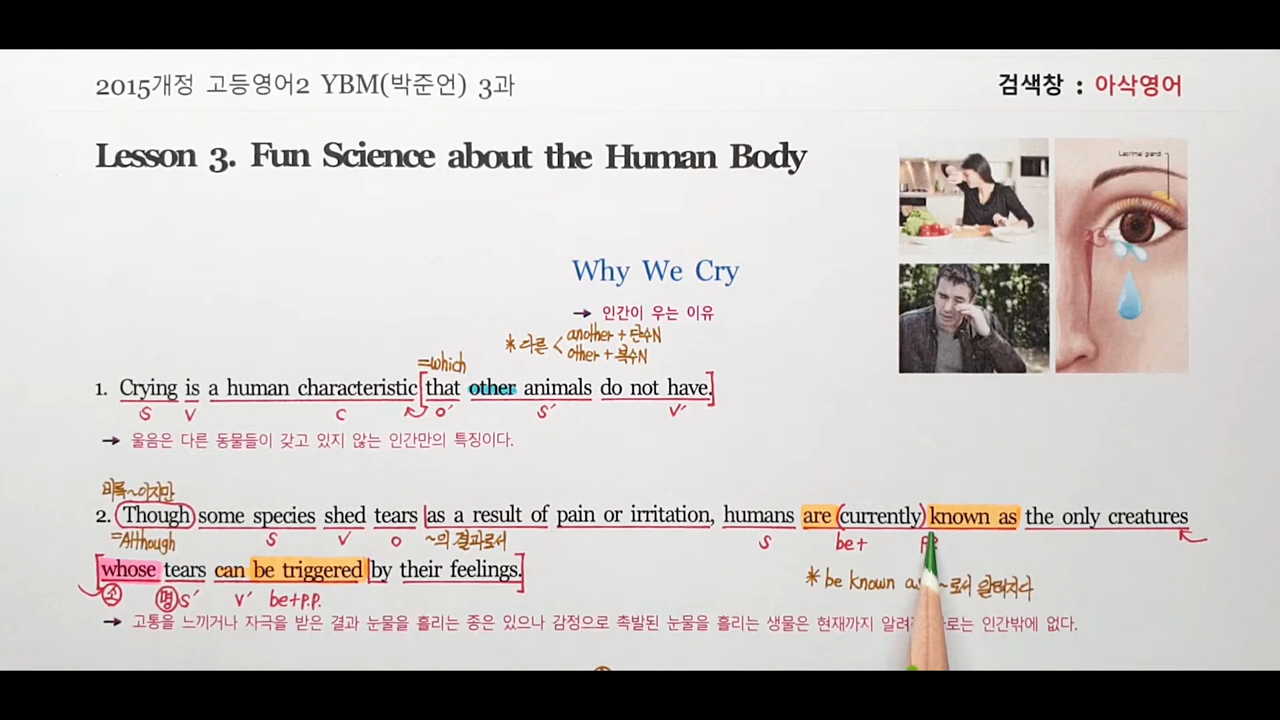 2015개정 고등영어2 YBM(박준언) 3과
검색창 : 아삭영어
Lesson 3. Fun Science about the Human Body
Lacrimal gland
Why We Cry
→ 인간이 우는 이유
* 다른 < another + 단수N
other + 복수N
=which
1. Crying is a human characteristic [that other animals do not have.]
S V C O' S' V'
→ 울음은 다른 동물들이 갖고 있지 않는 인간만의 특징이다.
비록~이지만
2. Though some species shed tears as a result of pain or irritation, humans are (currently) known as the only creatures
=Although S V O ~의 결과로서 S be+
[whose tears can be triggered by their feelings.]
* be known as ~로서 알려지다
소 명 S' V' be+p.p.
→ 고통을 느끼거나 자극을 받은 결과 눈물을 흘리는 종은 있으나 감정으로 촉발된 눈물을 흘리는 생물은 현재까지 인간밖에 없다.